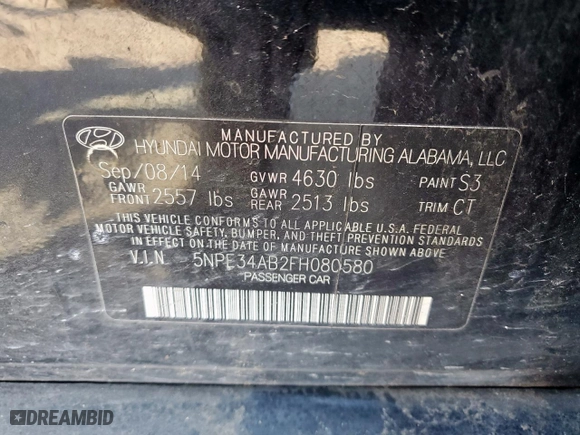 MANUFACTURED BY
HYUNDAI MOTOR MANUFACTURING ALABAMA, LLC
Sep/08/14 GVWR 4630 lbs PAINT S3
GAWR FRONT 2557 lbs GAWR REAR 2513 lbs TRIM CT
THIS VEHICLE CONFORMS TO ALL APPLICABLE U.S.A. FEDERAL
MOTOR VEHICLE SAFETY, BUMPER, AND THEFT PREVENTION STANDARDS
IN EFFECT ON THE DATE OF MANUFACTURE SHOWN ABOVE.
V.I.N 5NPE34AB2FH080580
PASSENGER CAR
DREAMBID